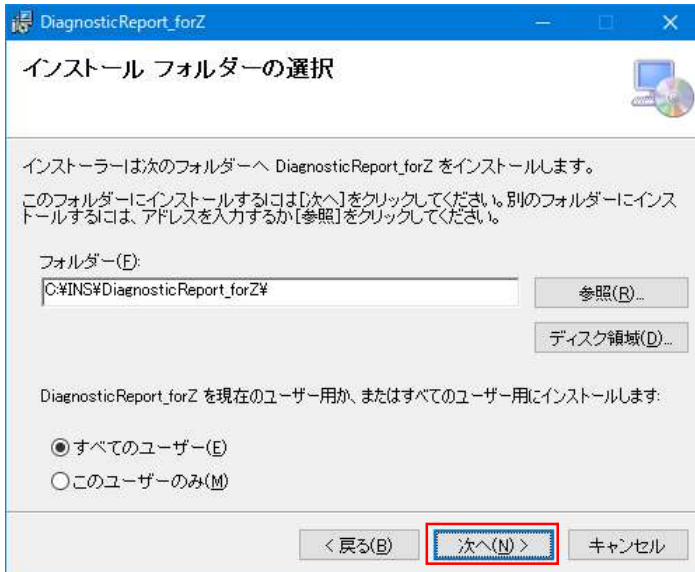 DiagnosticReport_forZ
インストール フォルダーの選択
インストーラーは次のフォルダーへ DiagnosticReport_forZ をインストールします。
このフォルダーにインストールするには[次へ]をクリックしてください。別のフォルダーにインス
トールするには、アドレスを入力するか[参照]をクリックしてください。
フォルダー(F):
C:¥INS¥DiagnosticReport_forZ¥
参照(R)...
ディスク領域(D)...
DiagnosticReport_forZ を現在のユーザー用か、またはすべてのユーザー用にインストールします:
すべてのユーザー(E)
このユーザーのみ(M)
< 戻る(B)
次へ(N) >
キャンセル